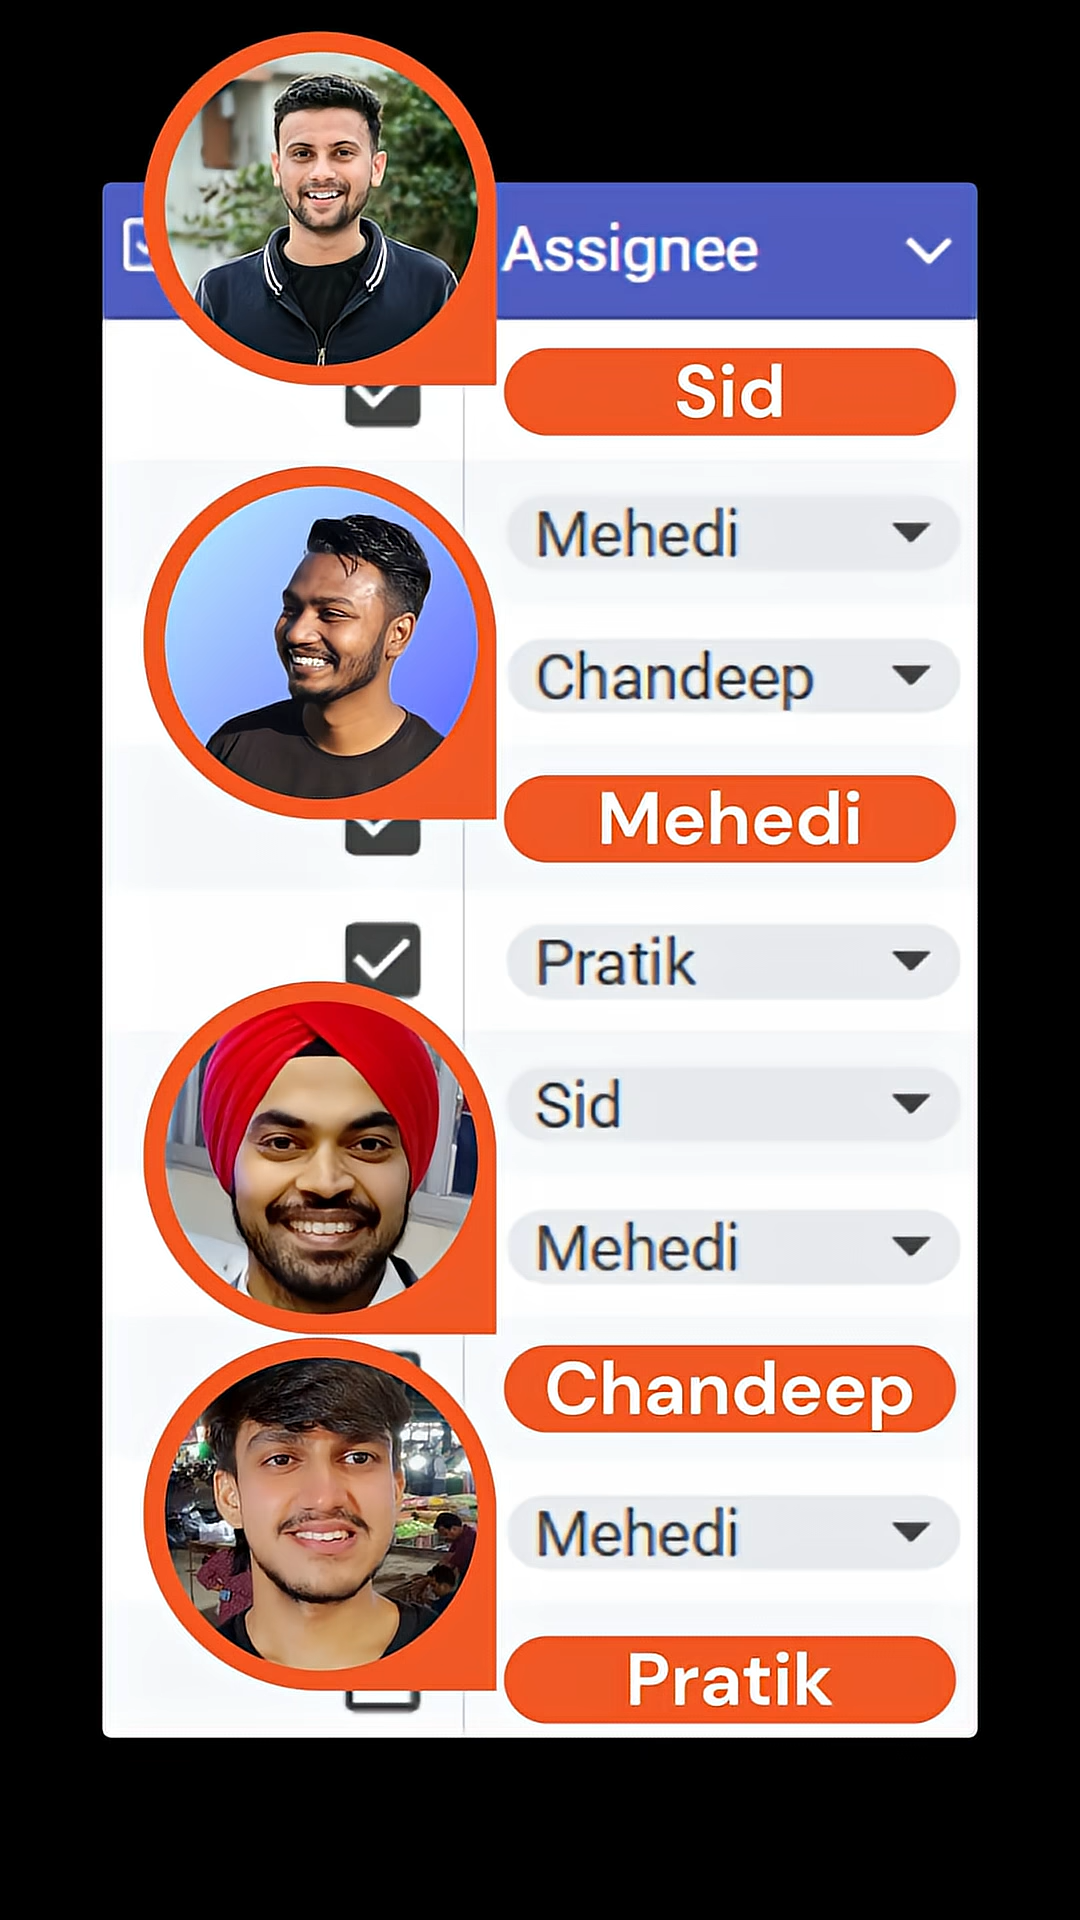 Assignee
Sid
Mehedi
Chandeep
Mehedi
Pratik
Sid
Mehedi
Chandeep
Mehedi
Pratik